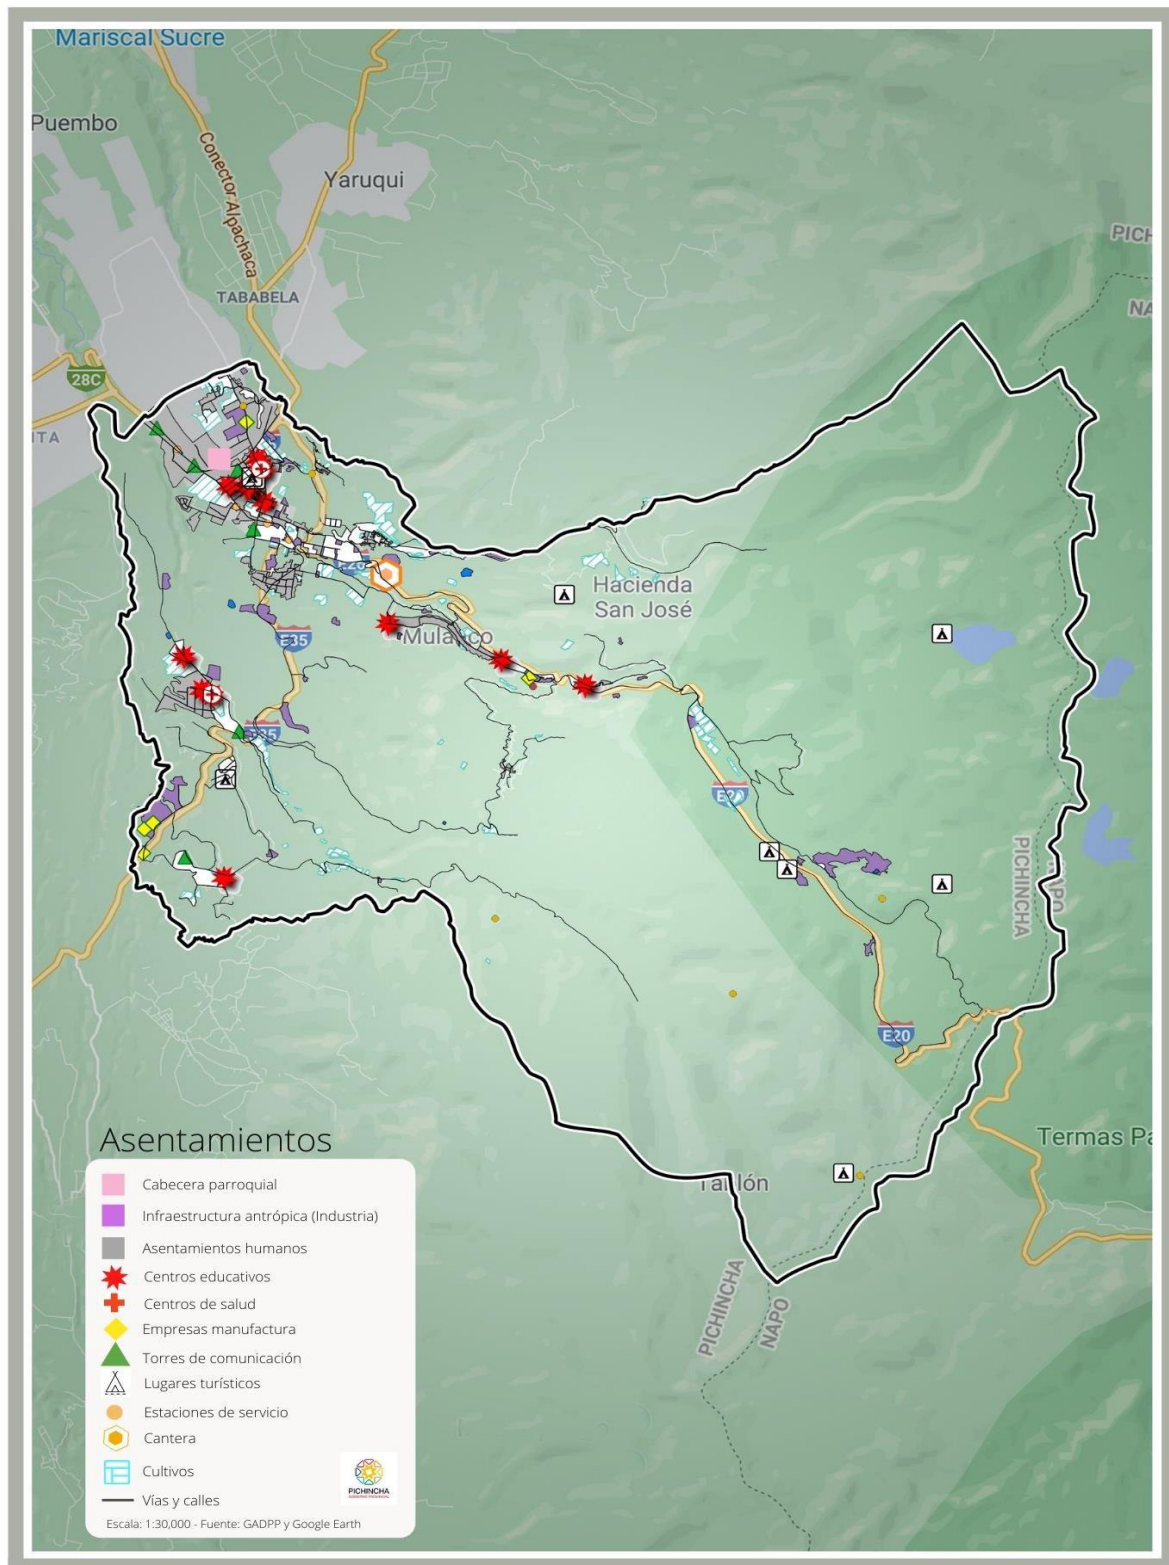 Mariscal Sucre
Puembo
Conector Alpachaca
Yaruqui
TABABELA
PICH
NA
28C
ITA
Hacienda
San José
E20
E35
Mulauco
E35
E20
PICHINCHA
NAPO
E20
Termas Pa
Tablón
PICHINCHA
NAPO
Asentamientos
Cabecera parroquial
Infraestructura antrópica (Industria)
Asentamientos humanos
Centros educativos
Centros de salud
Empresas manufactura
Torres de comunicación
Lugares turísticos
Estaciones de servicio
Cantera
Cultivos
PICHINCHA
Vías y calles
Escala: 1:30,000 - Fuente: GADPP y Google Earth